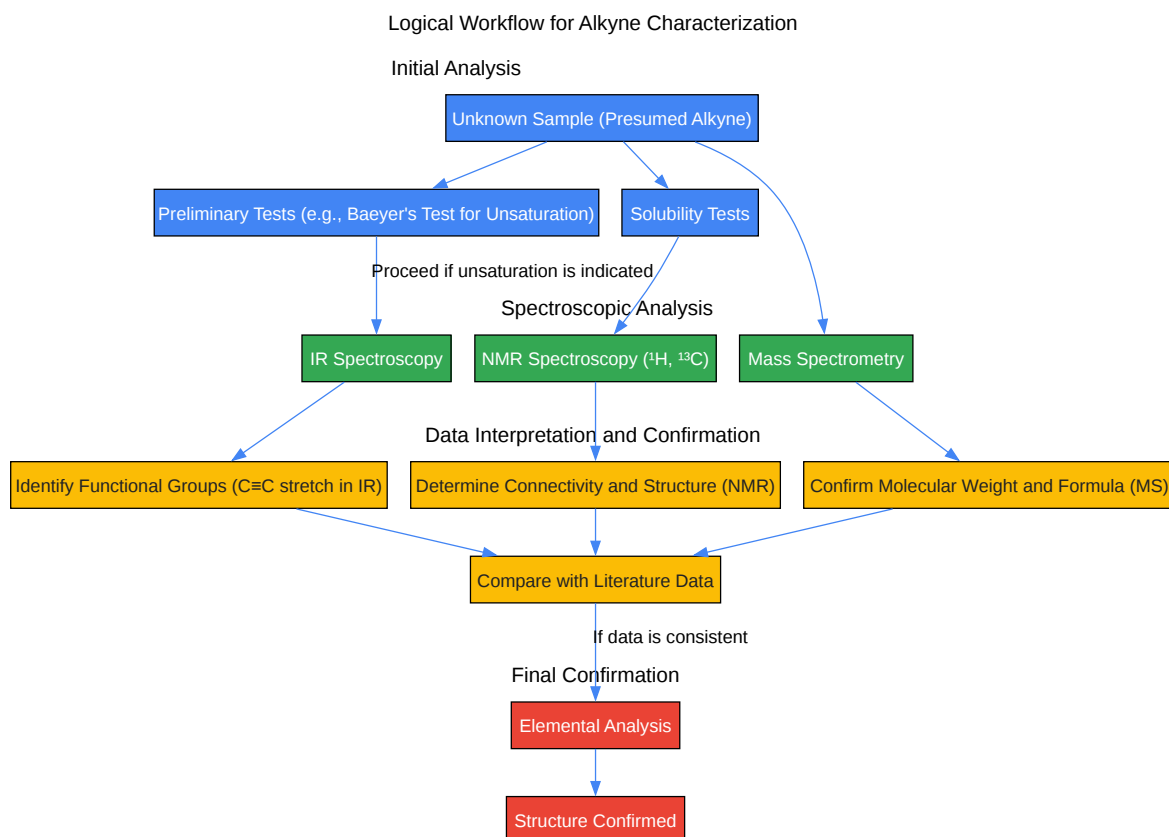 Logical Workflow for Alkyne Characterization
Initial Analysis
Unknown Sample (Presumed Alkyne)
Preliminary Tests (e.g., Baeyer's Test for Unsaturation)
Solubility Tests
Proceed if unsaturation is indicated
Spectroscopic Analysis
IR Spectroscopy
NMR Spectroscopy (¹H, ¹³C)
Mass Spectrometry
Data Interpretation and Confirmation
Identify Functional Groups (C≡C stretch in IR)
Determine Connectivity and Structure (NMR)
Confirm Molecular Weight and Formula (MS)
Compare with Literature Data
If data is consistent
Final Confirmation
Elemental Analysis
Structure Confirmed